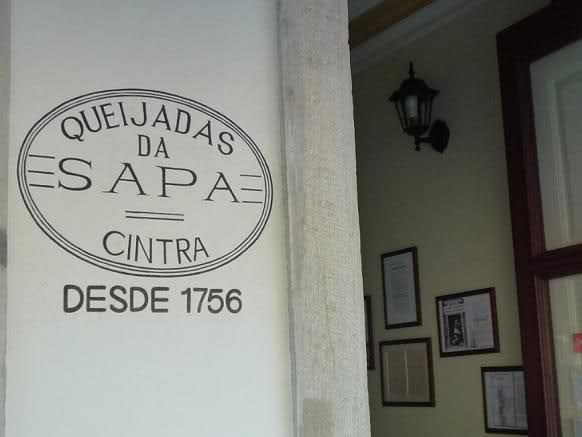 QUEIJADAS
DA
SAPA
CINTRA
DESDE 1756